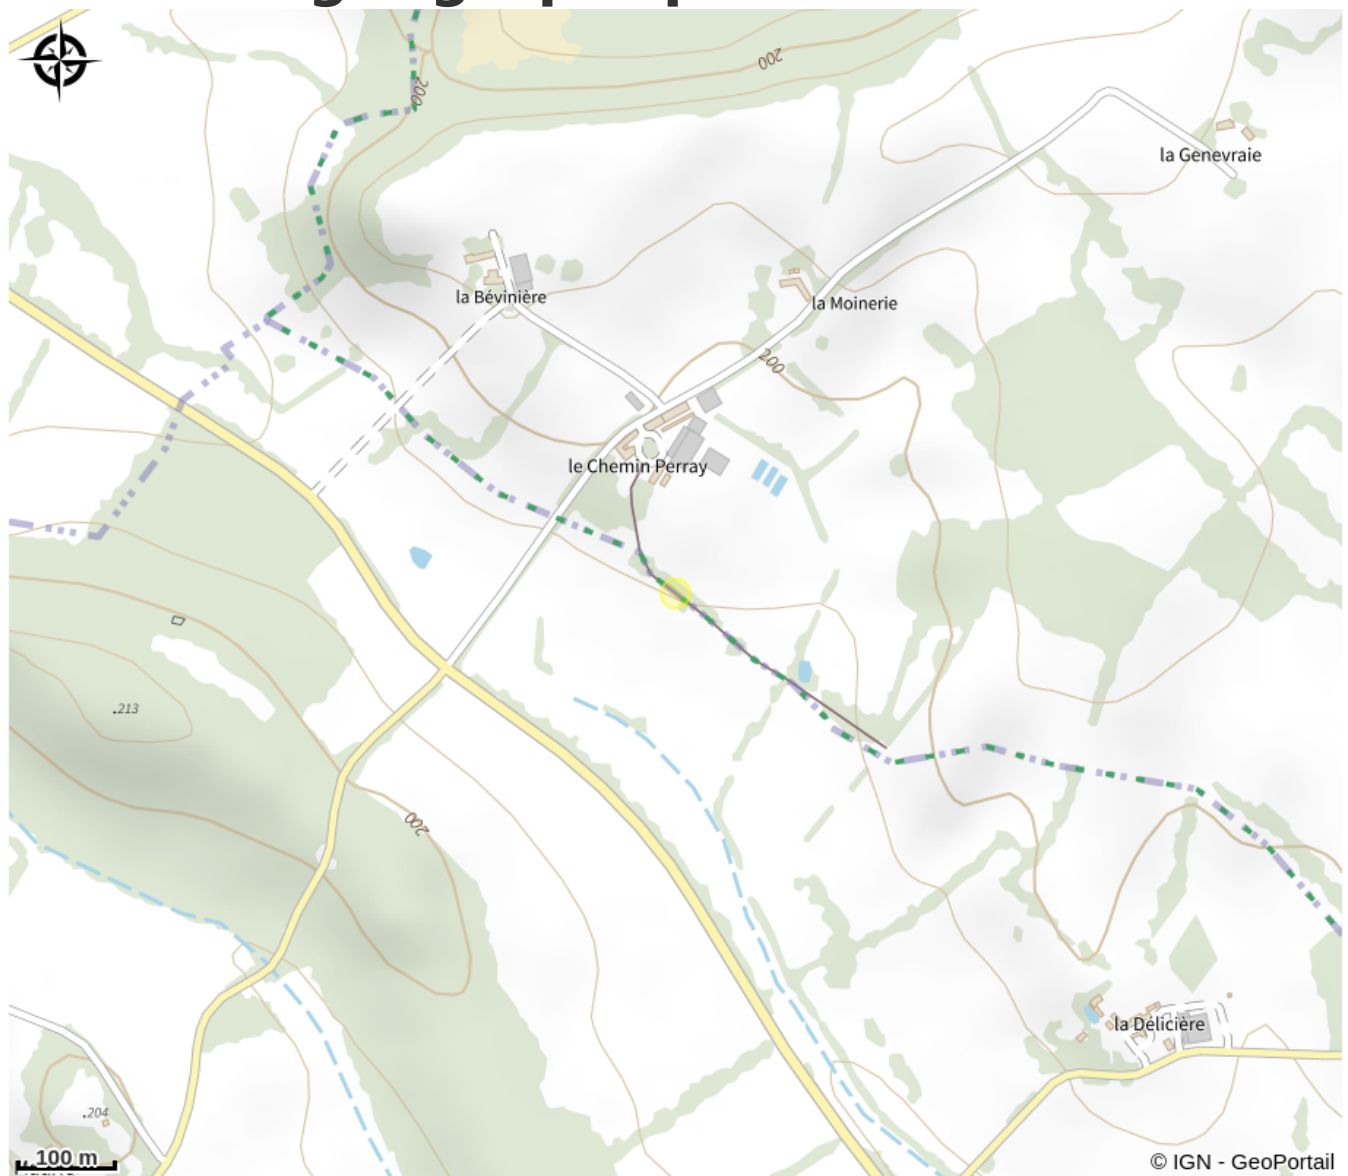 200
200
la Genevraie
la Bévinière
la Moinerie
200
le Chemin Perray
.213
200
la Délicière
.204
100 m
© IGN - GeoPortail